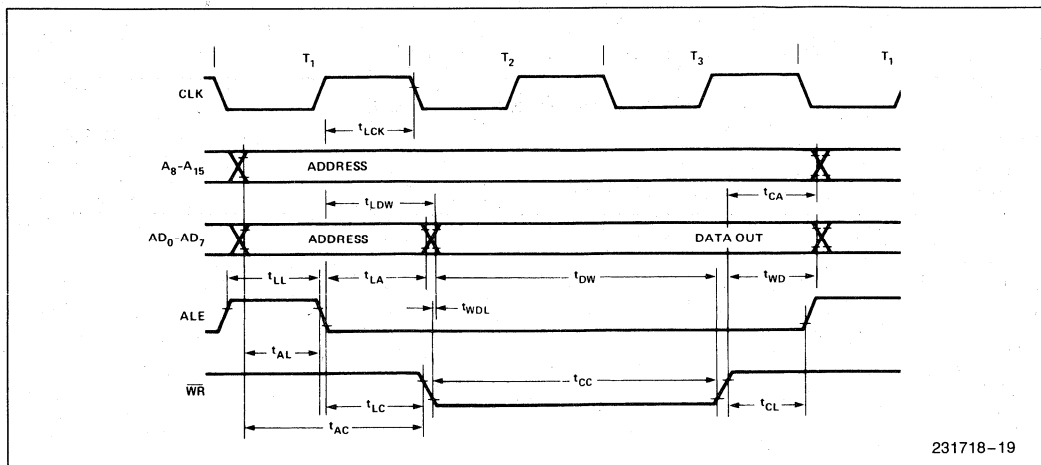 T1 T2 T3 T1
CLK
tLCK
A8-A15 ADDRESS
tCA
tLDW
AD0-AD7 ADDRESS DATA OUT
tLL tLA tDW tWD
tWDL
ALE
tAL
tCC
WR
tLC tCL
tAC
231718-19